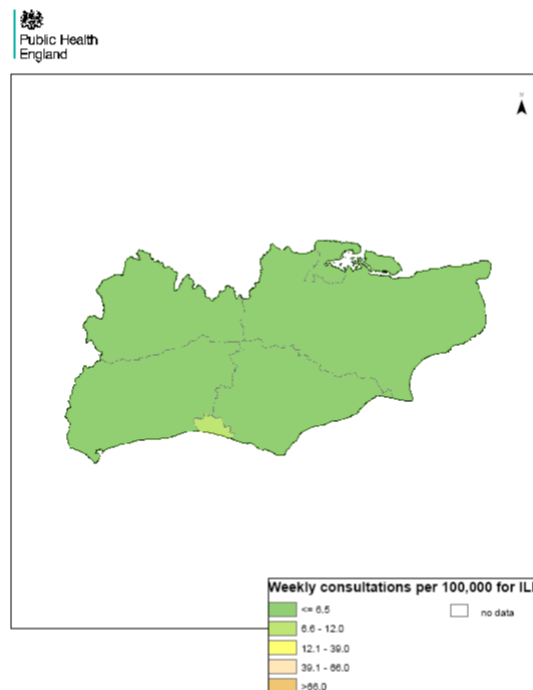 Public Health
England
Weekly consultations per 100,000 for ILI
<= 6.5
no data
6.6 - 12.0
12.1 - 39.0
39.1 - 66.0
>66.0